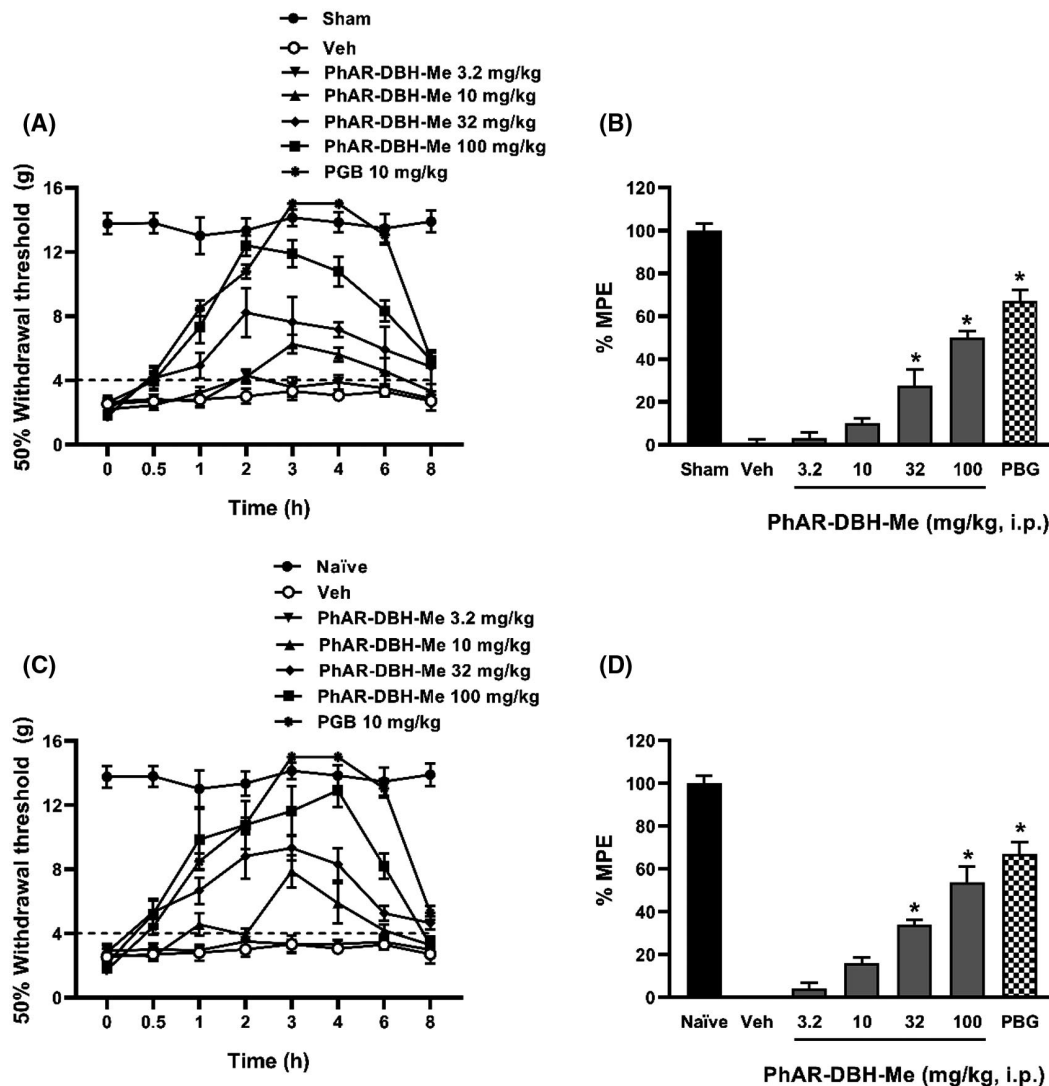 Sham
Veh
PhAR-DBH-Me 3.2 mg/kg
PhAR-DBH-Me 10 mg/kg
PhAR-DBH-Me 32 mg/kg
PhAR-DBH-Me 100 mg/kg
PGB 10 mg/kg
(A)
50% Withdrawal threshold (g)
16
12
8
4
0
0 0.5 1 2 3 4 6 8
Time (h)
(B)
% MPE
120
100
80
60
40
20
0
* * *
Sham Veh 3.2 10 32 100 PBG
PhAR-DBH-Me (mg/kg, i.p.)
Naïve
Veh
PhAR-DBH-Me 3.2 mg/kg
PhAR-DBH-Me 10 mg/kg
PhAR-DBH-Me 32 mg/kg
PhAR-DBH-Me 100 mg/kg
PGB 10 mg/kg
(C)
50% Withdrawal threshold (g)
16
12
8
4
0
0 0.5 1 2 3 4 6 8
Time (h)
(D)
% MPE
120
100
80
60
40
20
0
* * *
Naïve Veh 3.2 10 32 100 PBG
PhAR-DBH-Me (mg/kg, i.p.)